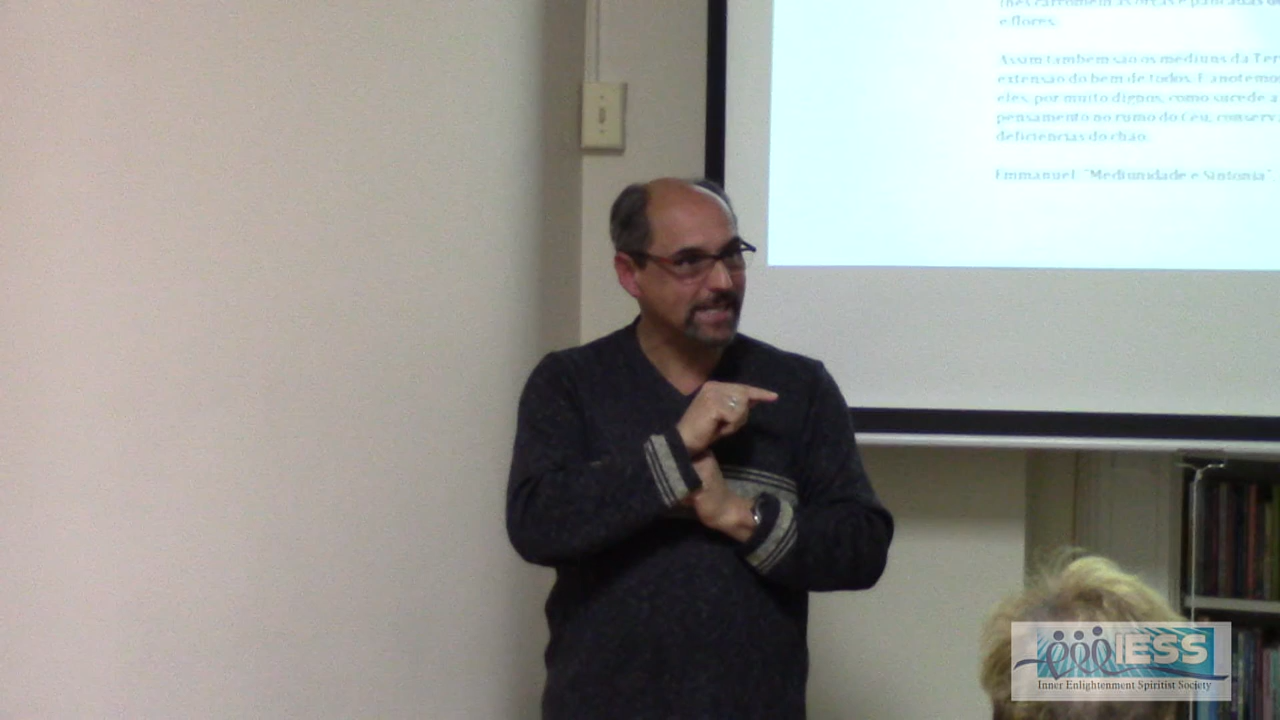 e flores.
Assim também são os médiuns da Ter
extensão do bem de todos. E anotemos
eles, por muito dignos, como sucede a
pensamento no rumo do Céu, conserv
deficiências do chão.
Emmanuel: "Mediunidade e Sintonia".
IESS
Inner Enlightenment Spiritist Society